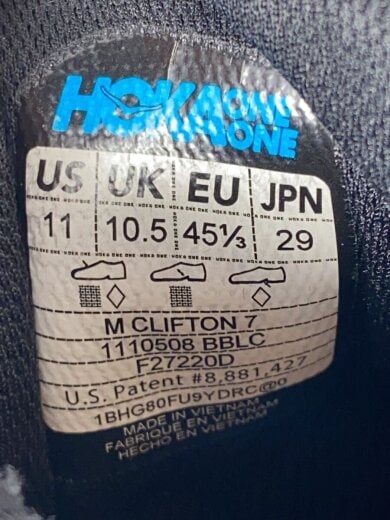 HOKA ONE
ONE
US UK EU JPN
11 10.5 45⅓ 29
M CLIFTON 7
1110508 BBLC
F27220D
U.S. Patent #8,881,427
1BHG80FU9YDRC@0
MADE IN VIETNAM
FABRIQUE EN VIETNAM
HECHO EN VIETNAM